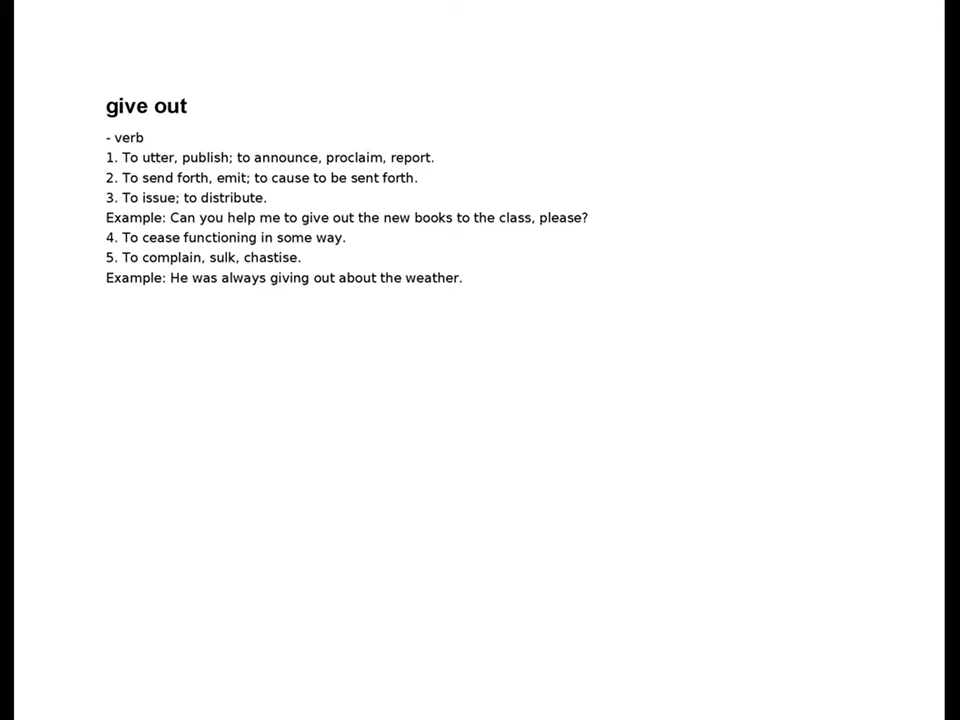 give out
- verb
1. To utter, publish; to announce, proclaim, report.
2. To send forth, emit; to cause to be sent forth.
3. To issue; to distribute.
Example: Can you help me to give out the new books to the class, please?
4. To cease functioning in some way.
5. To complain, sulk, chastise.
Example: He was always giving out about the weather.